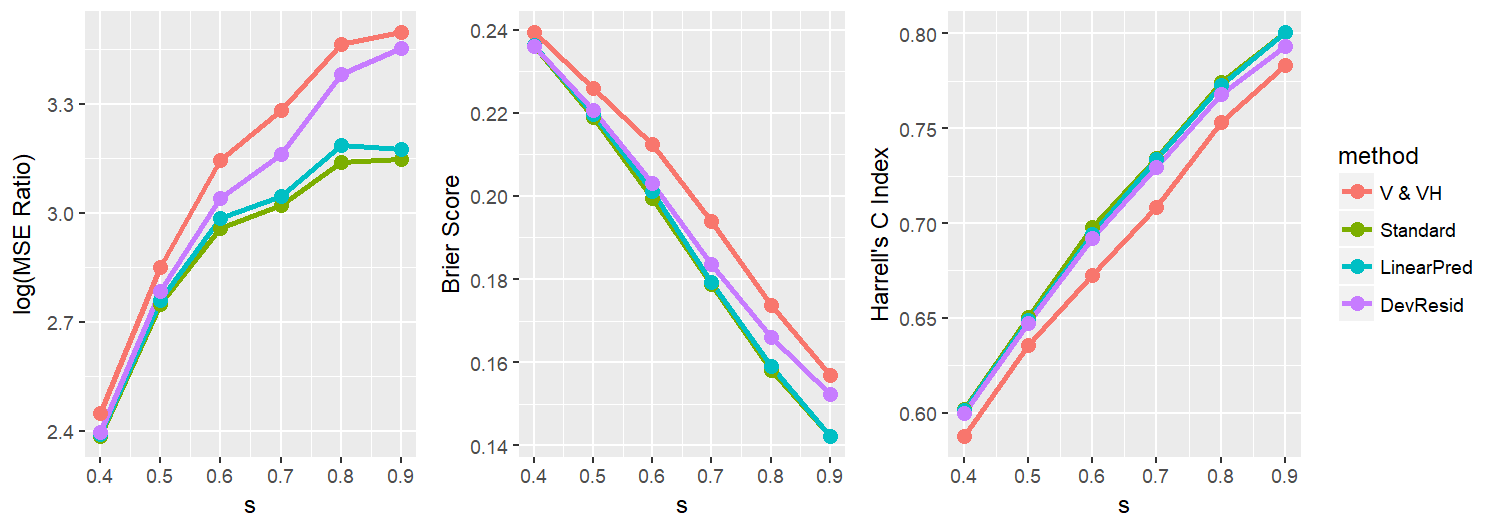 log(MSE Ratio)
3.3
3.0
2.7
2.4
0.4 0.5 0.6 0.7 0.8 0.9
s
Brier Score
0.24
0.22
0.20
0.18
0.16
0.14
0.4 0.5 0.6 0.7 0.8 0.9
s
Harrell's C Index
0.80
0.75
0.70
0.65
0.60
0.4 0.5 0.6 0.7 0.8 0.9
s
method
V & VH
Standard
LinearPred
DevResid